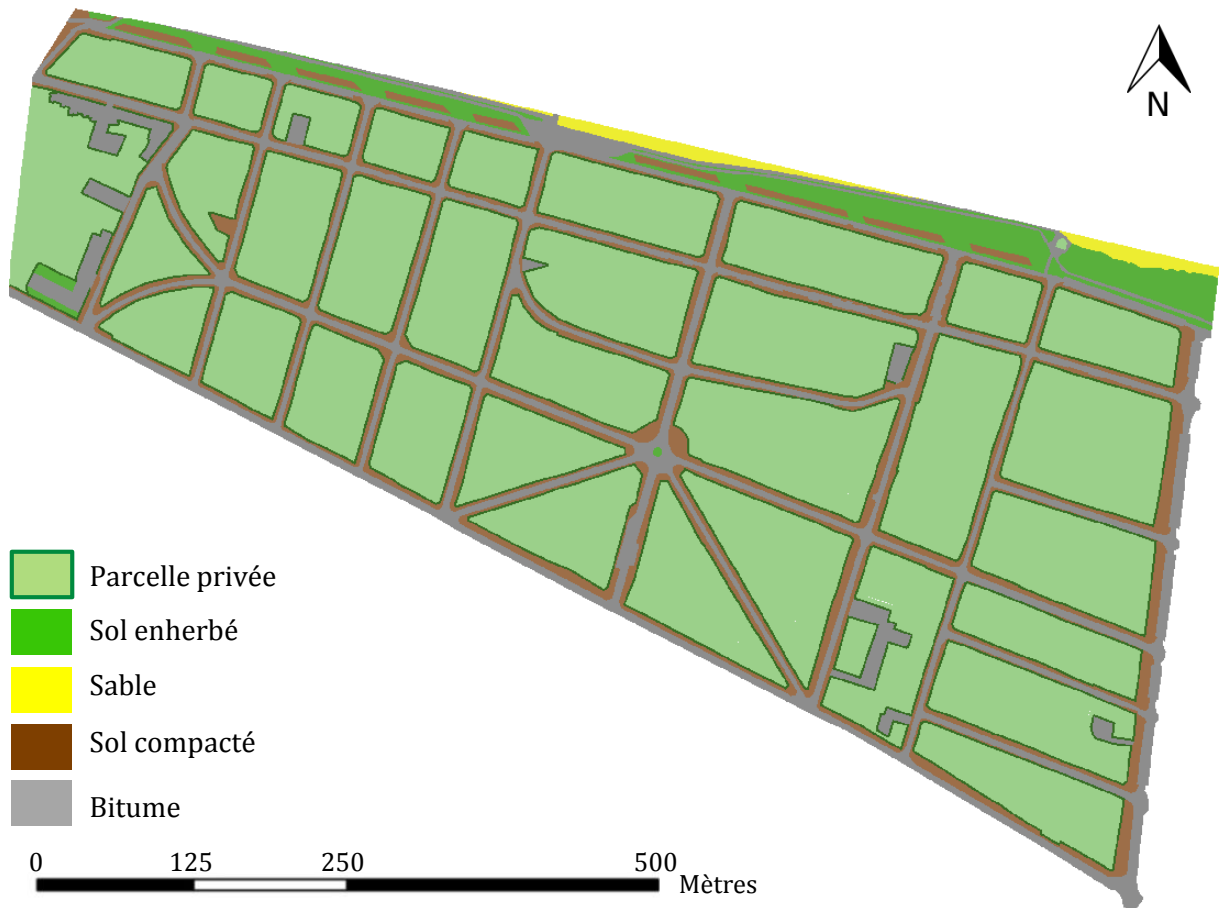 N
Parcelle privée
Sol enherbé
Sable
Sol compacté
Bitume
0 125 250 500
Mètres